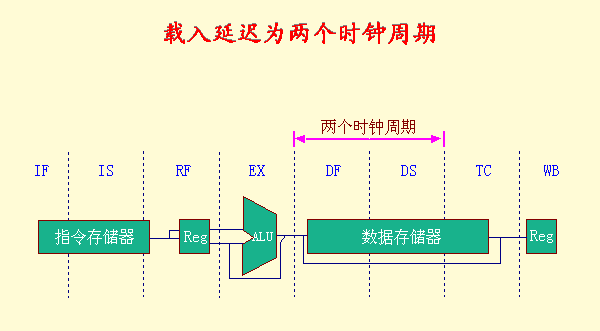 载入延迟为两个时钟周期
两个时钟周期
IF IS RF EX DF DS TC WB
指令存储器 Reg ALU 数据存储器 Reg